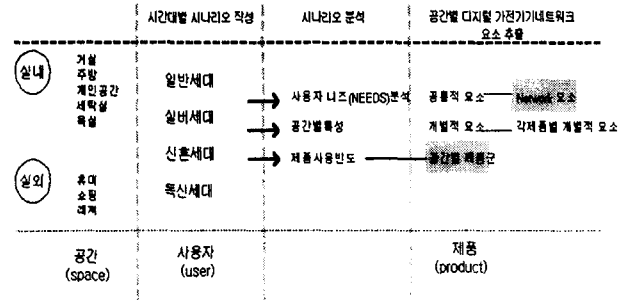 시간대별 시나리오 작성
시나리오 분석
공간별 디지털 가전기기네트워크
요소 추출
실내
거실
주방
개인공간
세탁실
욕실
일반세대
실버세대
신혼세대
독신세대
사용자 니즈(NEEDS)분석
공간별특성
제품사용빈도
공통적 요소
Network 요소
개별적 요소
각제품별 개별적 요소
공간별 제품군
실외
휴미
쇼핑
레져
공간
(space)
사용자
(user)
제품
(product)